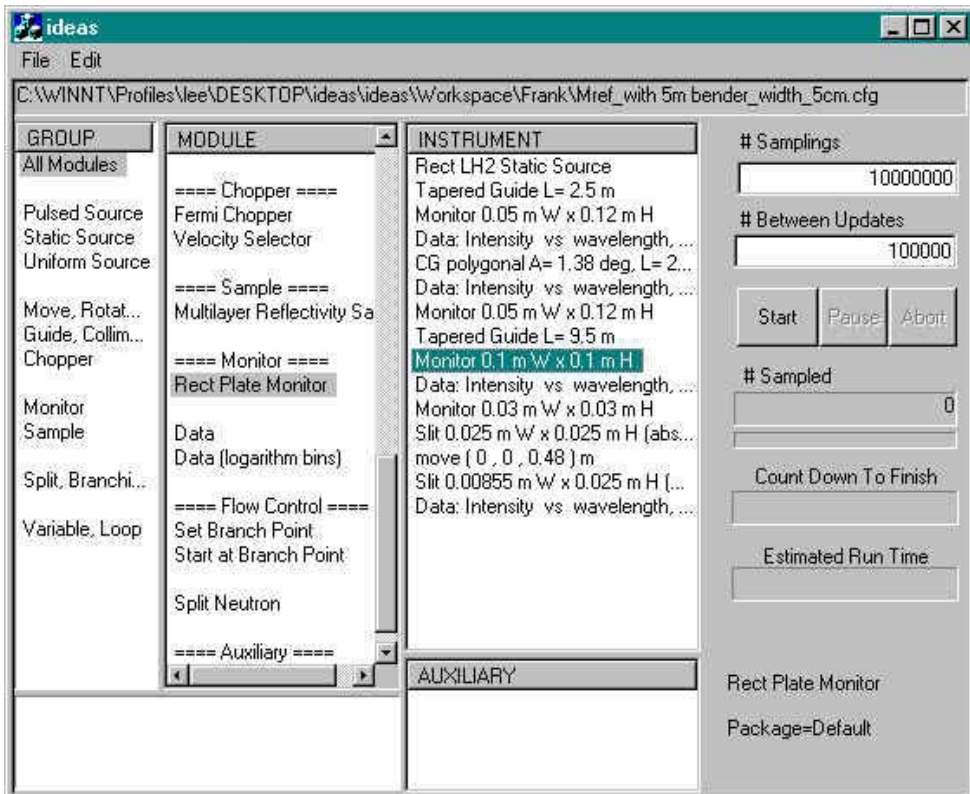 ideas
File Edit
C:\WINNT\Profiles\lee\DESKTOP\ideas\ideas\Workspace\Frank\Mref_with 5m bender_width_5cm.cfg
GROUP
All Modules
Pulsed Source
Static Source
Uniform Source
Move, Rotat...
Guide, Collim...
Chopper
Monitor
Sample
Split, Branchi...
Variable, Loop
MODULE
==== Chopper ====
Fermi Chopper
Velocity Selector
==== Sample ====
Multilayer Reflectivity Sa
==== Monitor ====
Rect Plate Monitor
Data
Data (logarithm bins)
==== Flow Control ====
Set Branch Point
Start at Branch Point
Split Neutron
==== Auxiliary ====
INSTRUMENT
Rect LH2 Static Source
Tapered Guide L= 2.5 m
Monitor 0.05 m W x 0.12 m H
Data: Intensity vs wavelength, ...
CG polygonal A= 1.38 deg, L= 2...
Data: Intensity vs wavelength, ...
Monitor 0.05 m W x 0.12 m H
Tapered Guide L= 9.5 m
Monitor 0.1 m W x 0.1 m H
Data: Intensity vs wavelength, ...
Monitor 0.03 m W x 0.03 m H
Slit 0.025 m W x 0.025 m H (abs...
move ( 0 , 0 , 0.48 ) m
Slit 0.00855 m W x 0.025 m H (...
Data: Intensity vs wavelength, ...
AUXILIARY
# Samplings
10000000
# Between Updates
100000
Start Pause Abort
# Sampled
0
Count Down To Finish
Estimated Run Time
Rect Plate Monitor
Package=Default